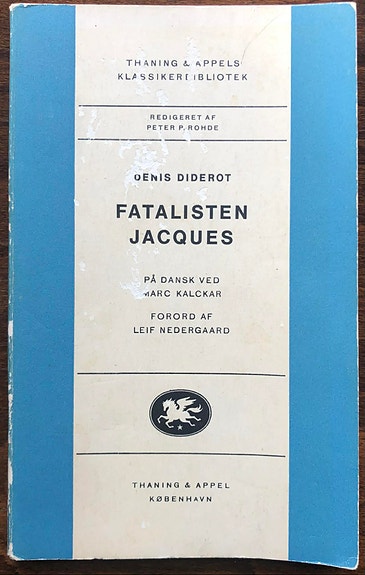 THANING & APPELS
KLASSIKERBIBLIOTEK
REDIGERET AF
PETER P. ROHDE
DENIS DIDEROT
FATALISTEN
JACQUES
PÅ DANSK VED
MARC KALCKAR
FORORD AF
LEIF NEDERGAARD
THANING & APPEL
KØBENHAVN